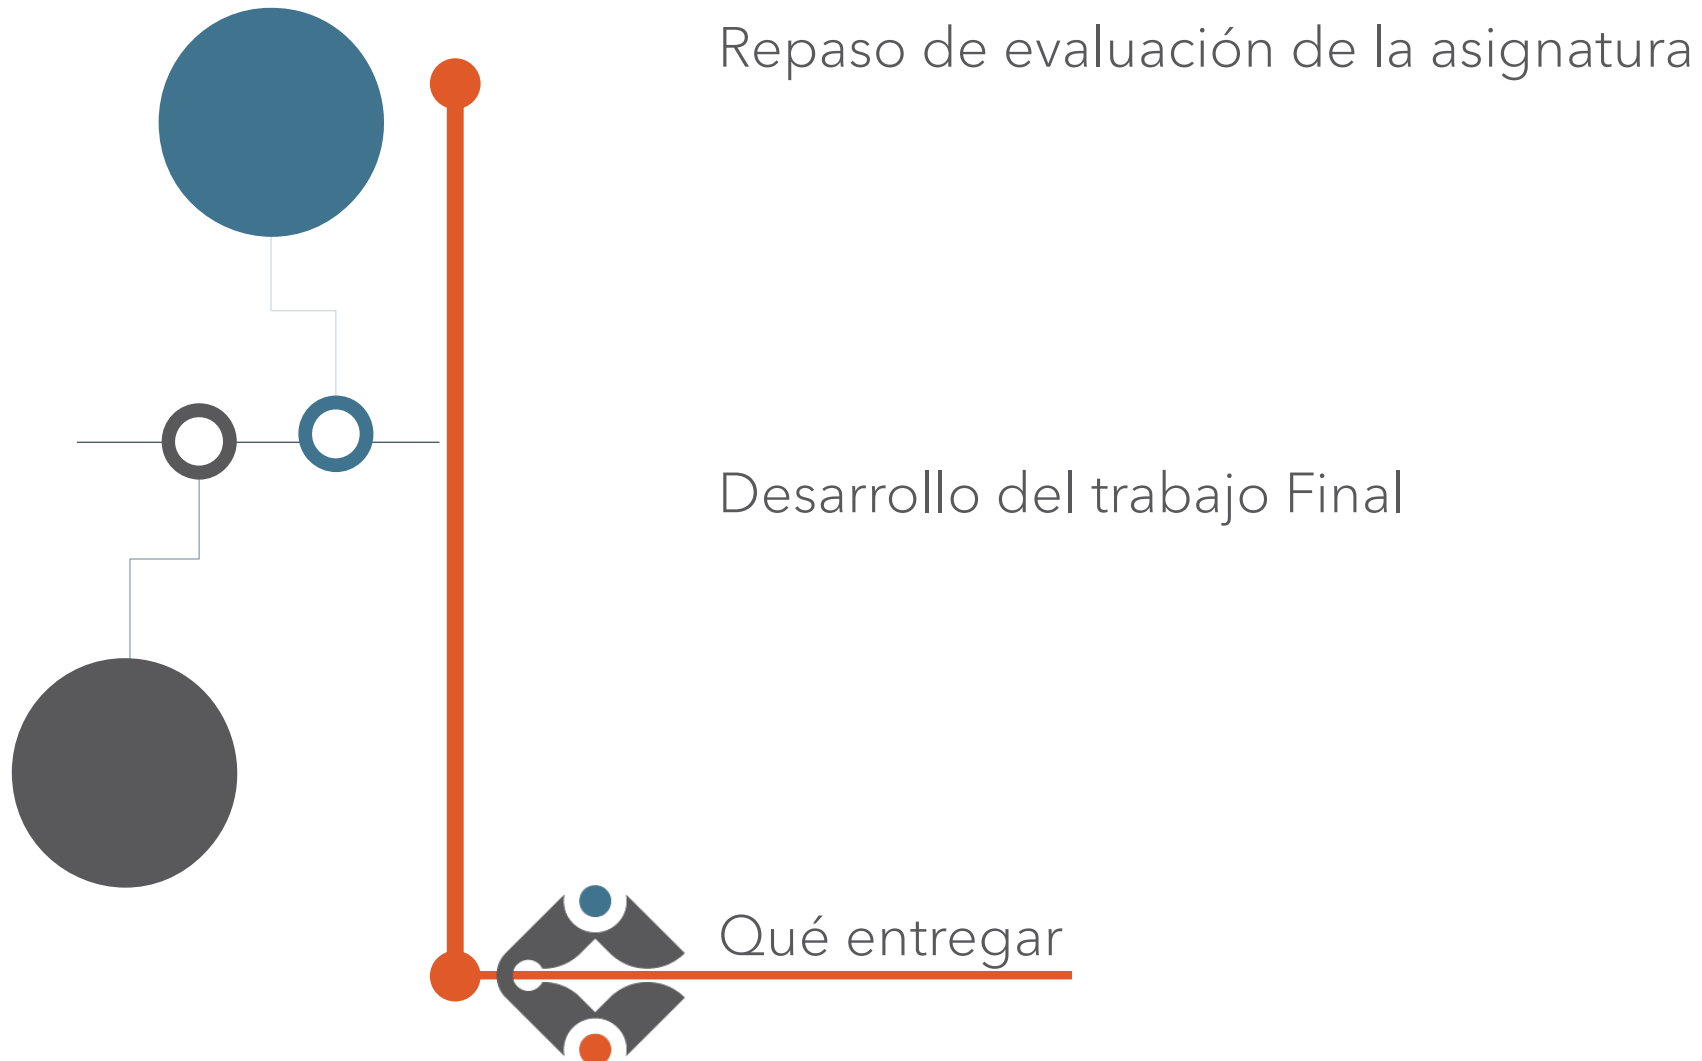 Repaso de evaluación de la asignatura
Desarrollo del trabajo Final
Qué entregar